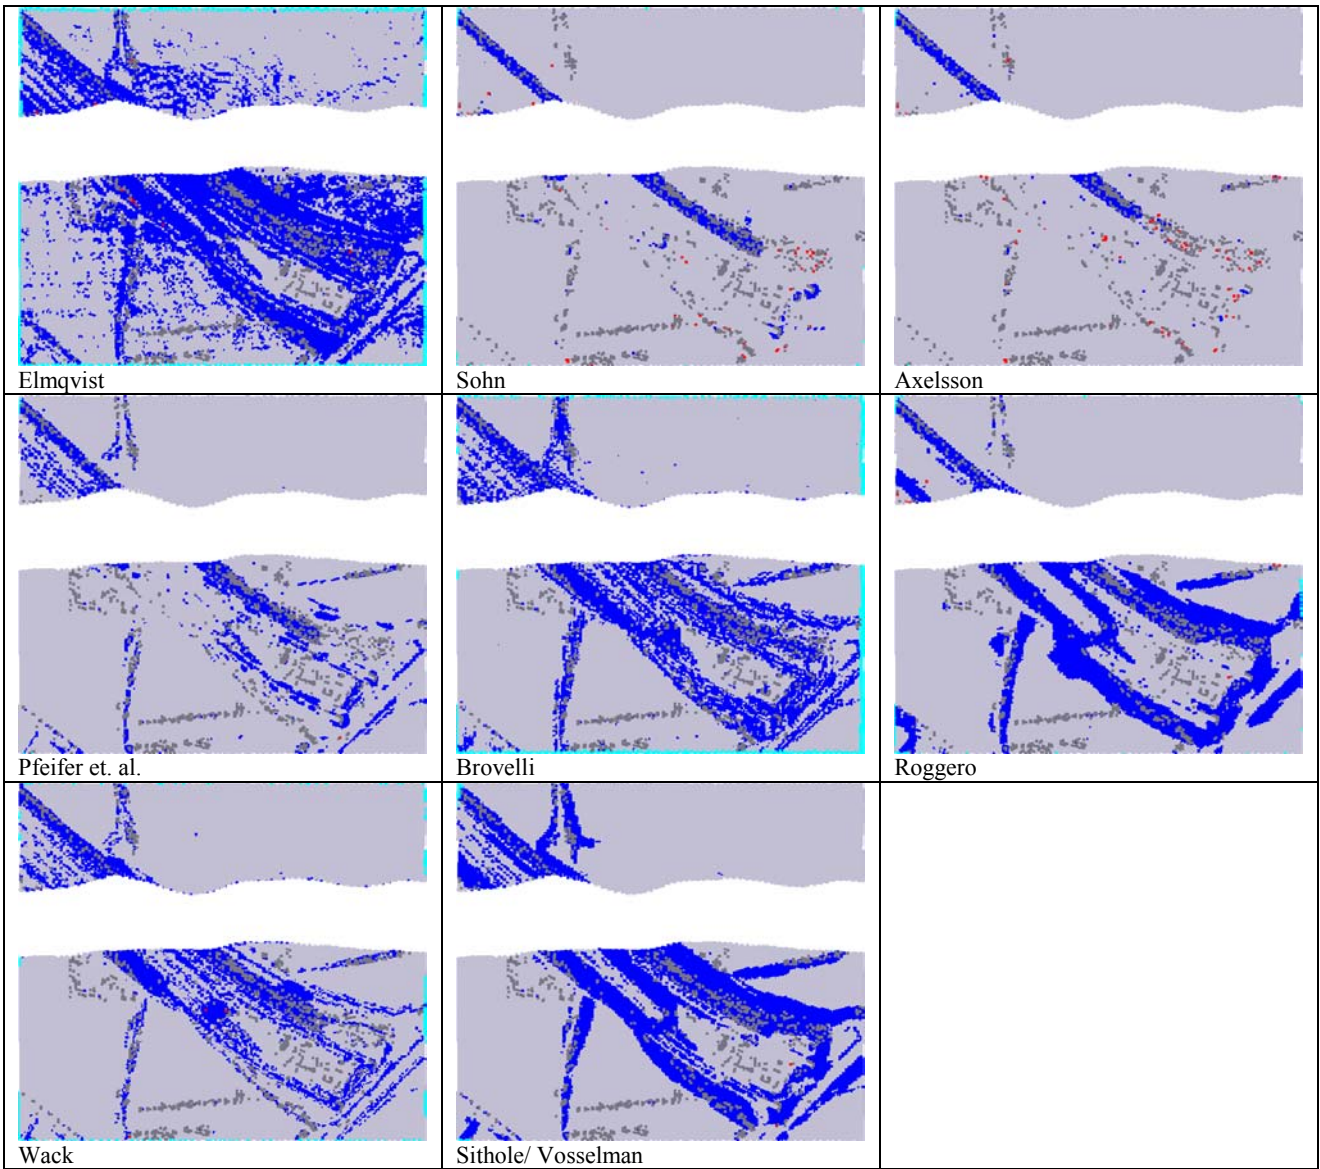 Elmqvist
Sohn
Axelsson
Pfeifer et. al.
Brovelli
Roggero
Wack
Sithole/ Vosselman